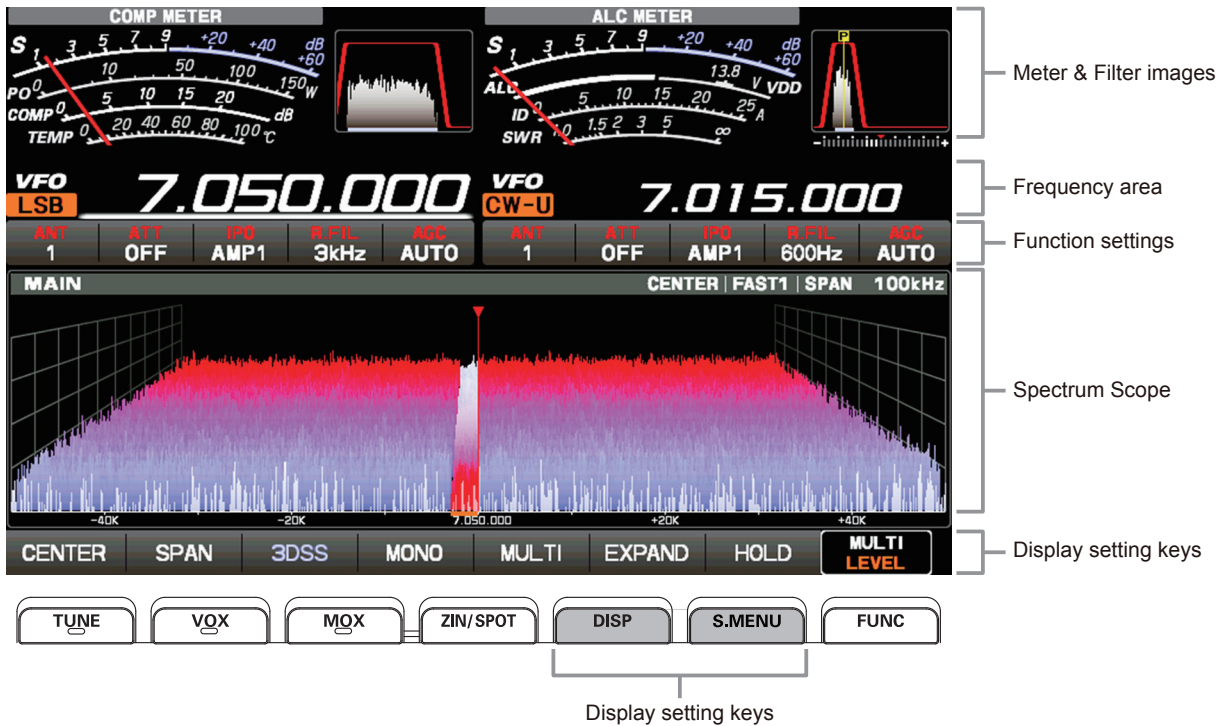 COMP METER
ALC METER
S 1 3 5 7 9 +20 +40 +60 dB
PO 0 10 50 100 150 W
COMP 0 5 10 15 20 dB
TEMP 0 20 40 60 80 100 °C
S 1 3 5 7 9 +20 +40 +60 dB
ALC 13.8 V VDD
ID 0 5 10 15 20 25 A
SWR 1.0 1.5 2 3 5 ∞
P
- +
Meter & Filter images
VFO
LSB
7.050.000
VFO
CW-U
7.015.000
Frequency area
ANT ATT IPO R.FIL AGC
1 OFF AMP1 3kHz AUTO
ANT ATT IPO R.FIL AGC
1 OFF AMP1 600Hz AUTO
Function settings
MAIN
CENTER | FAST1 | SPAN 100kHz
Spectrum Scope
-40K -20K 7.050.000 +20K +40K
CENTER SPAN 3DSS MONO MULTI EXPAND HOLD MULTI
LEVEL
Display setting keys
TUNE VOX MOX ZIN/SPOT DISP S.MENU FUNC
Display setting keys